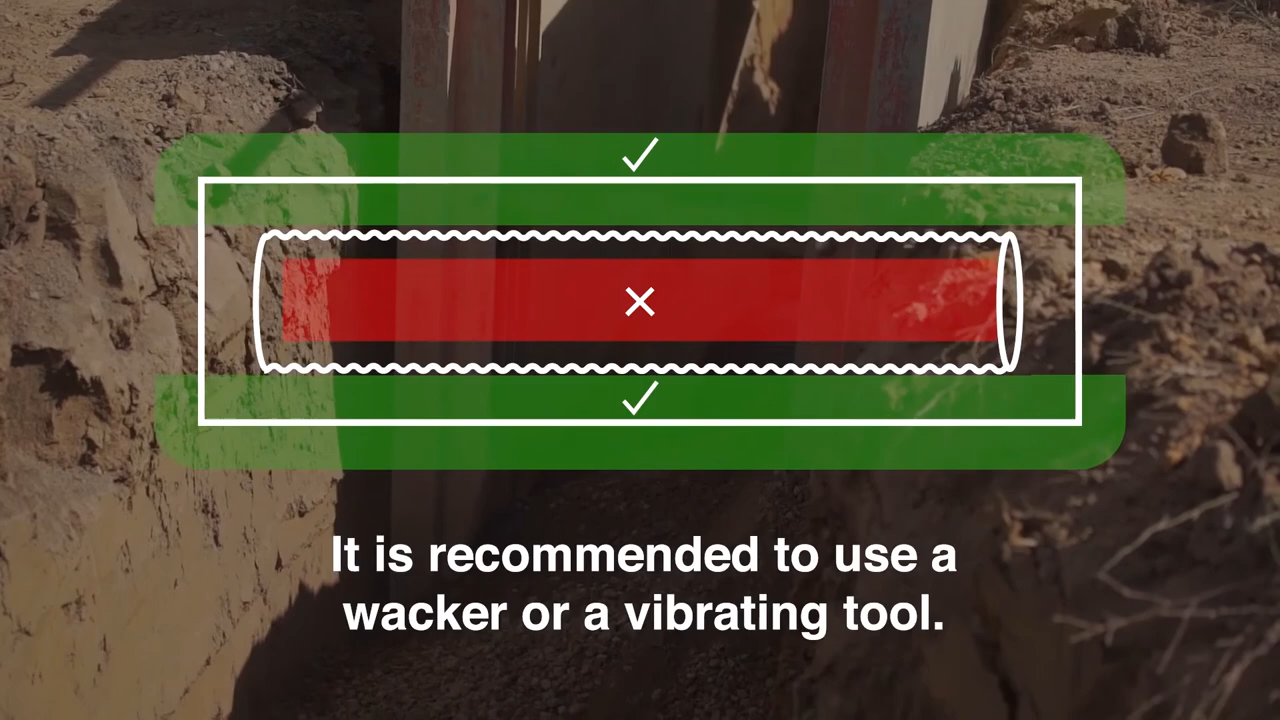 It is recommended to use a
wacker or a vibrating tool.